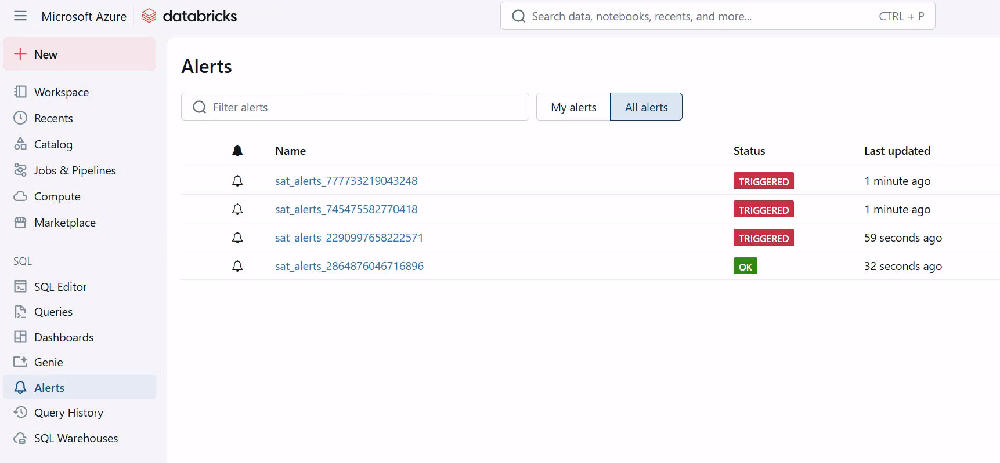 Microsoft Azure databricks
Search data, notebooks, recents, and more... CTRL + P
New
Workspace
Recents
Catalog
Jobs & Pipelines
Compute
Marketplace
SQL
SQL Editor
Queries
Dashboards
Genie
Alerts
Query History
SQL Warehouses
Alerts
Filter alerts My alerts All alerts
Name Status Last updated
sat_alerts_777733219043248 TRIGGERED 1 minute ago
sat_alerts_745475582770418 TRIGGERED 1 minute ago
sat_alerts_2290997658222571 TRIGGERED 59 seconds ago
sat_alerts_2864876046716896 OK 32 seconds ago